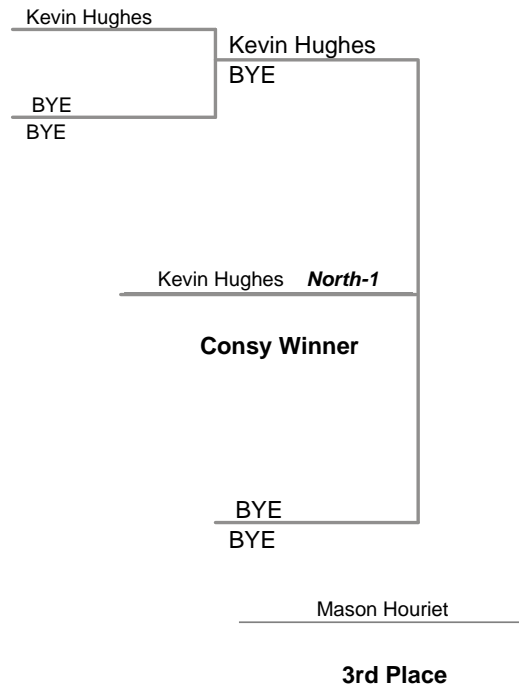 Kevin Hughes
Kevin Hughes
BYE
BYE
BYE
Kevin Hughes North-1
Consy Winner
BYE
BYE
Mason Houriet
3rd Place